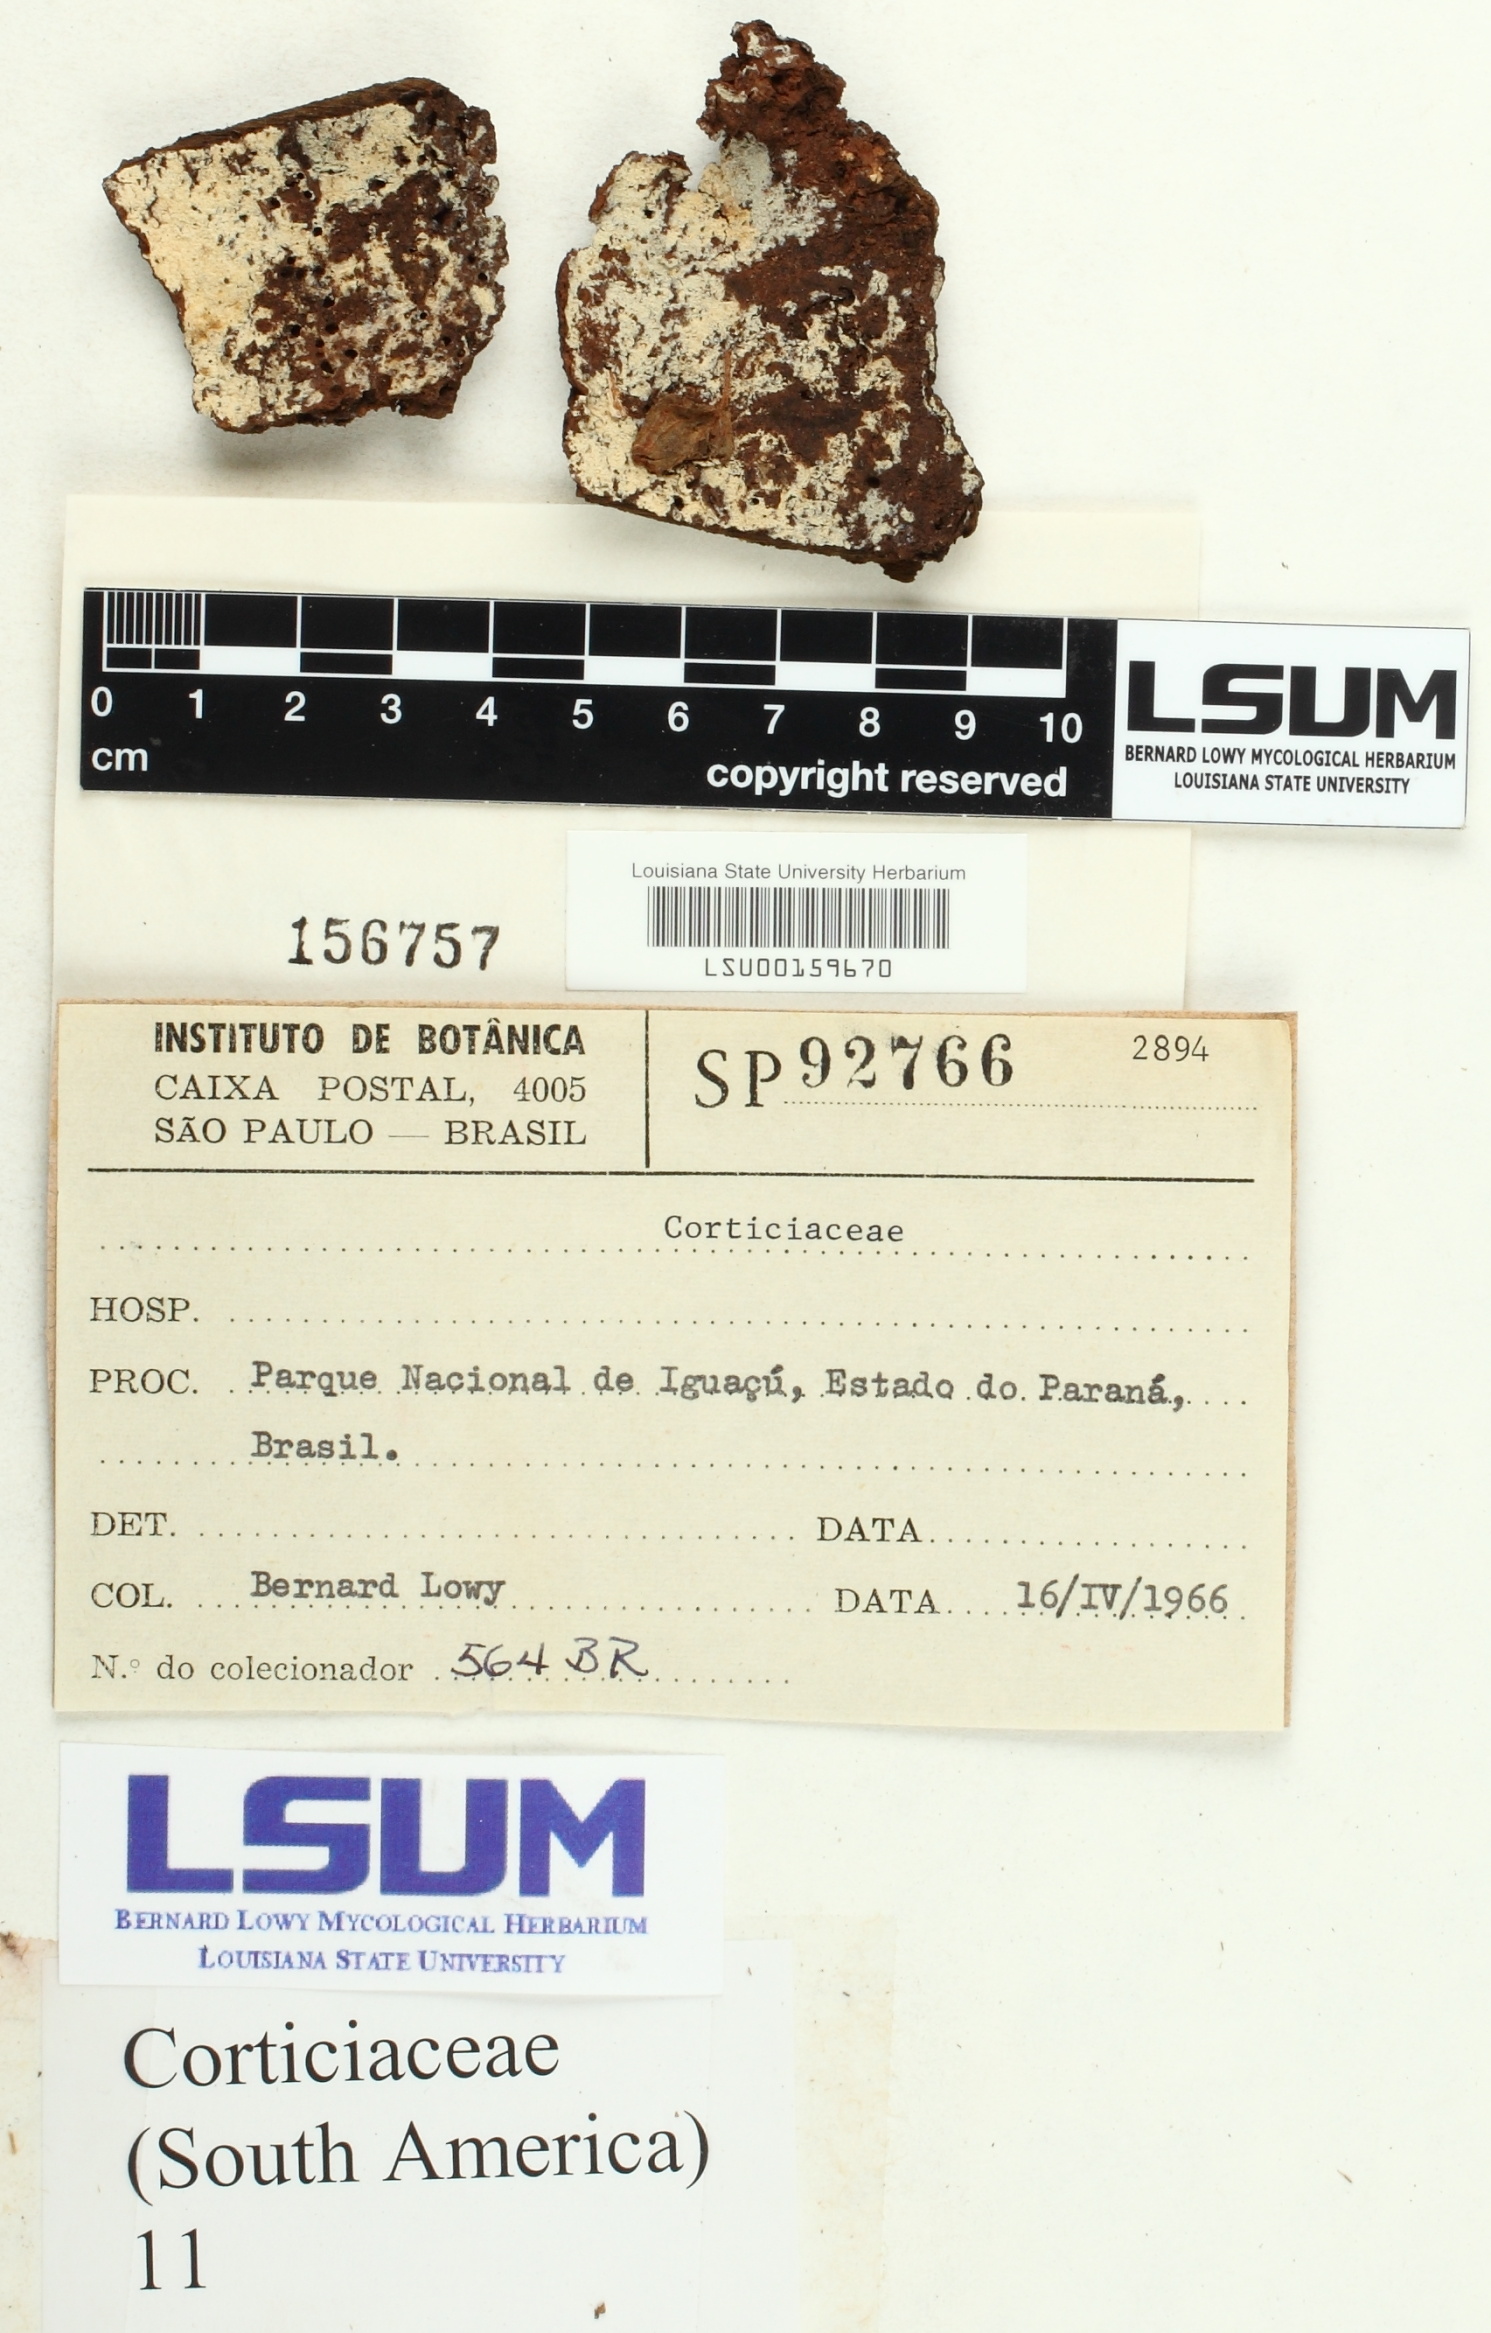 0 1 2 3 4 5 6 7 8 9 10
cm
copyright reserved
LSUM
BERNARD LOWY MYCOLOGICAL HERBARIUM
LOUISIANA STATE UNIVERSITY
Louisiana State University Herbarium
LSU00159670
156757
INSTITUTO DE BOTÂNICA
CAIXA POSTAL, 4005
SÃO PAULO — BRASIL
SP 92766
2894
Corticiaceae
HOSP.
PROC. Parque Nacional de Iguaçú, Estado do Paraná,
Brasil.
DET. DATA
COL. Bernard Lowy DATA 16/IV/1966
N.º do colecionador 564 BR
LSUM
BERNARD LOWY MYCOLOGICAL HERBARIUM
LOUISIANA STATE UNIVERSITY
Corticiaceae
(South America)
11